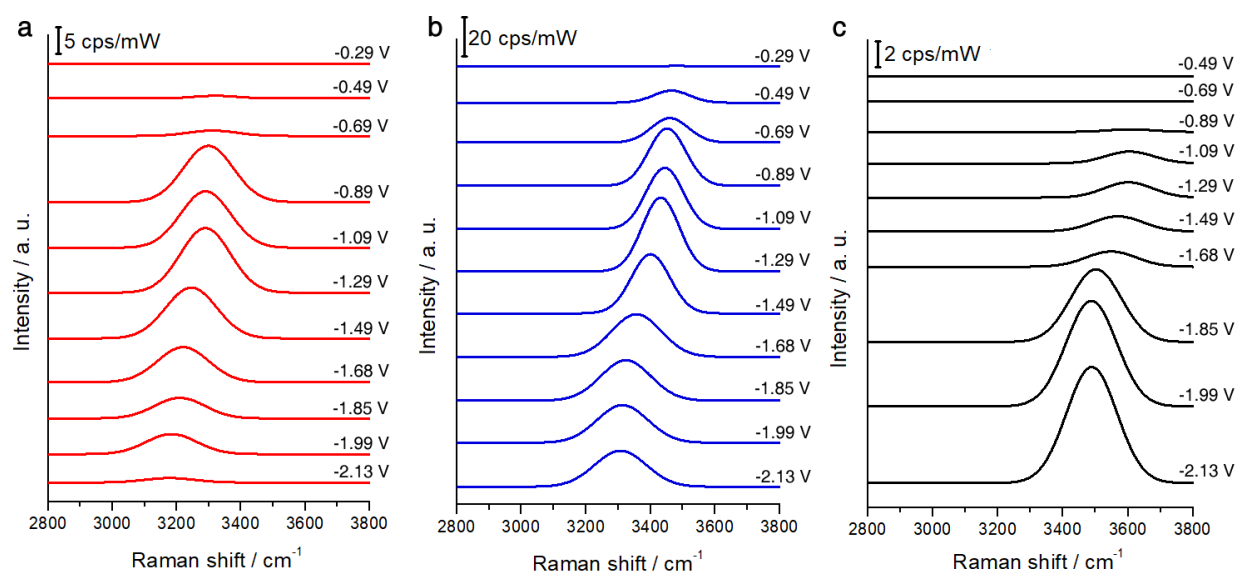 a
5 cps/mW
-0.29 V
-0.49 V
-0.69 V
-0.89 V
-1.09 V
-1.29 V
-1.49 V
-1.68 V
-1.85 V
-1.99 V
-2.13 V
Intensity / a. u.
2800 3000 3200 3400 3600 3800
Raman shift / cm⁻¹
b
20 cps/mW
-0.29 V
-0.49 V
-0.69 V
-0.89 V
-1.09 V
-1.29 V
-1.49 V
-1.68 V
-1.85 V
-1.99 V
-2.13 V
Intensity / a. u.
2800 3000 3200 3400 3600 3800
Raman shift / cm⁻¹
c
2 cps/mW
-0.49 V
-0.69 V
-0.89 V
-1.09 V
-1.29 V
-1.49 V
-1.68 V
-1.85 V
-1.99 V
-2.13 V
Intensity / a. u.
2800 3000 3200 3400 3600 3800
Raman shift / cm⁻¹